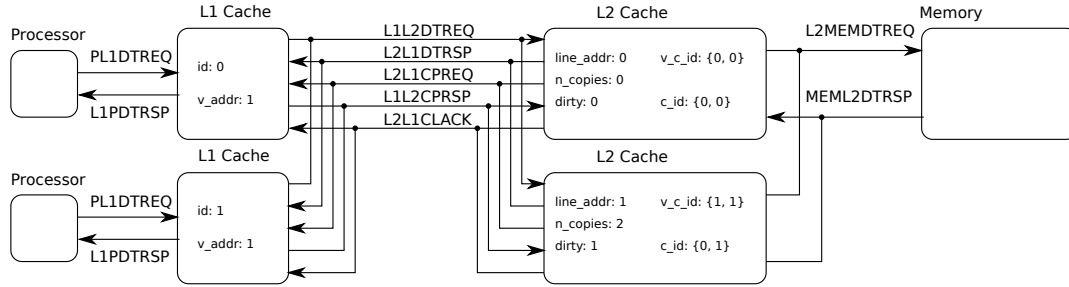 L1 Cache
L2 Cache
Memory
Processor
PL1DTREQ
L1PDTRSP
id: 0
v_addr: 1
L1L2DTREQ
L2L1DTRSP
L2L1CPREQ
L1L2CPRSP
L2L1CLACK
line_addr: 0
v_c_id: {0, 0}
n_copies: 0
dirty: 0
c_id: {0, 0}
L2MEMDTREQ
MEML2DTRSP
L1 Cache
L2 Cache
Processor
PL1DTREQ
L1PDTRSP
id: 1
v_addr: 1
line_addr: 1
v_c_id: {1, 1}
n_copies: 2
dirty: 1
c_id: {0, 1}